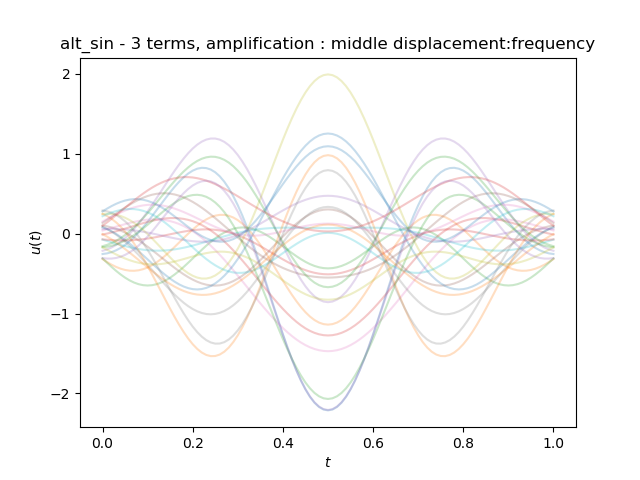 alt_sin - 3 terms, amplification : middle displacement:frequency
2
1
0
−1
−2
u(t)
0.0 0.2 0.4 0.6 0.8 1.0
t